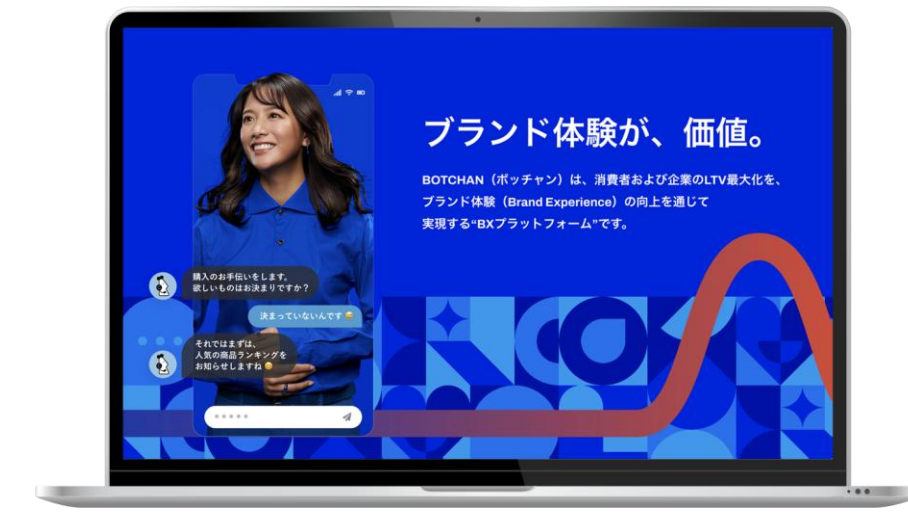 ブランド体験が、価値。
BOTCHAN（ボッチャン）は、消費者および企業のLTV最大化を、
ブランド体験（Brand Experience）の向上を通じて
実現する“BXプラットフォーム”です。
購入のお手伝いをします。
欲しいものはお決まりですか？
決まっていないんです😅
それではまずは、
人気の商品ランキングを
お知らせしますね😊